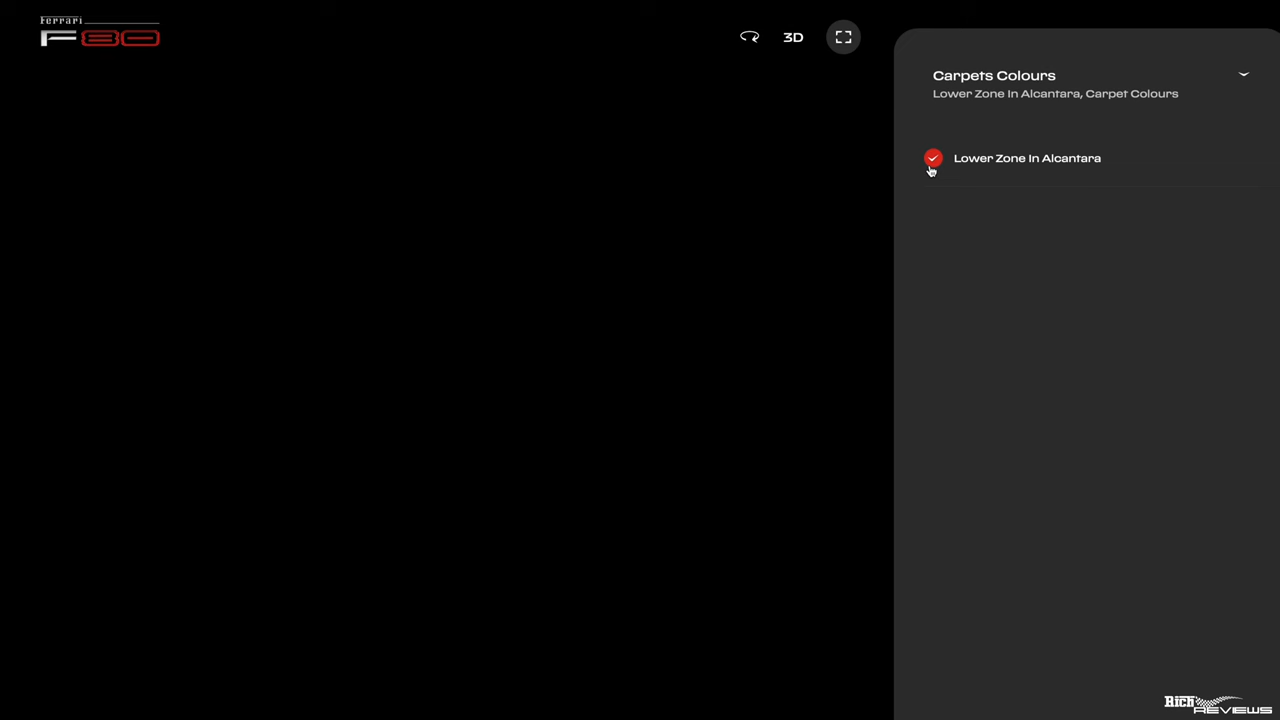 Ferrari
F80
3D
Carpets Colours
Lower Zone In Alcantara, Carpet Colours
Lower Zone In Alcantara
Rich
REVIEWS